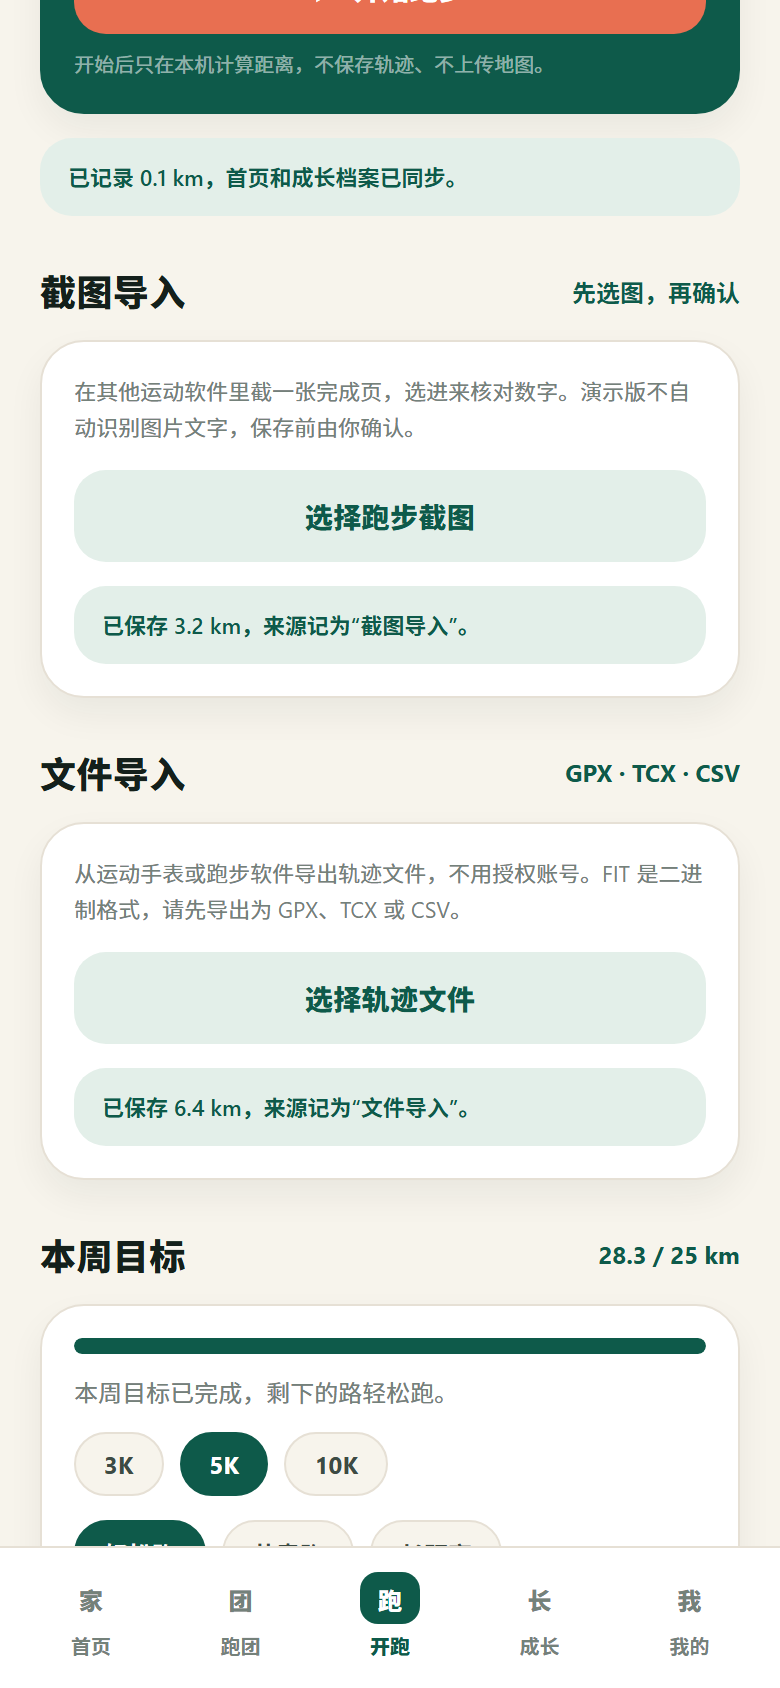 开始后只在本机计算距离，不保存轨迹、不上传地图。
已记录 0.1 km，首页和成长档案已同步。
截图导入
先选图，再确认
在其他运动软件里截一张完成页，选进来核对数字。演示版不自
动识别图片文字，保存前由你确认。
选择跑步截图
已保存 3.2 km，来源记为“截图导入”。
文件导入
GPX · TCX · CSV
从运动手表或跑步软件导出轨迹文件，不用授权账号。FIT 是二进
制格式，请先导出为 GPX、TCX 或 CSV。
选择轨迹文件
已保存 6.4 km，来源记为“文件导入”。
本周目标
28.3 / 25 km
本周目标已完成，剩下的路轻松跑。
3K
5K
10K
家
团
跑
长
我
首页
跑团
开跑
成长
我的